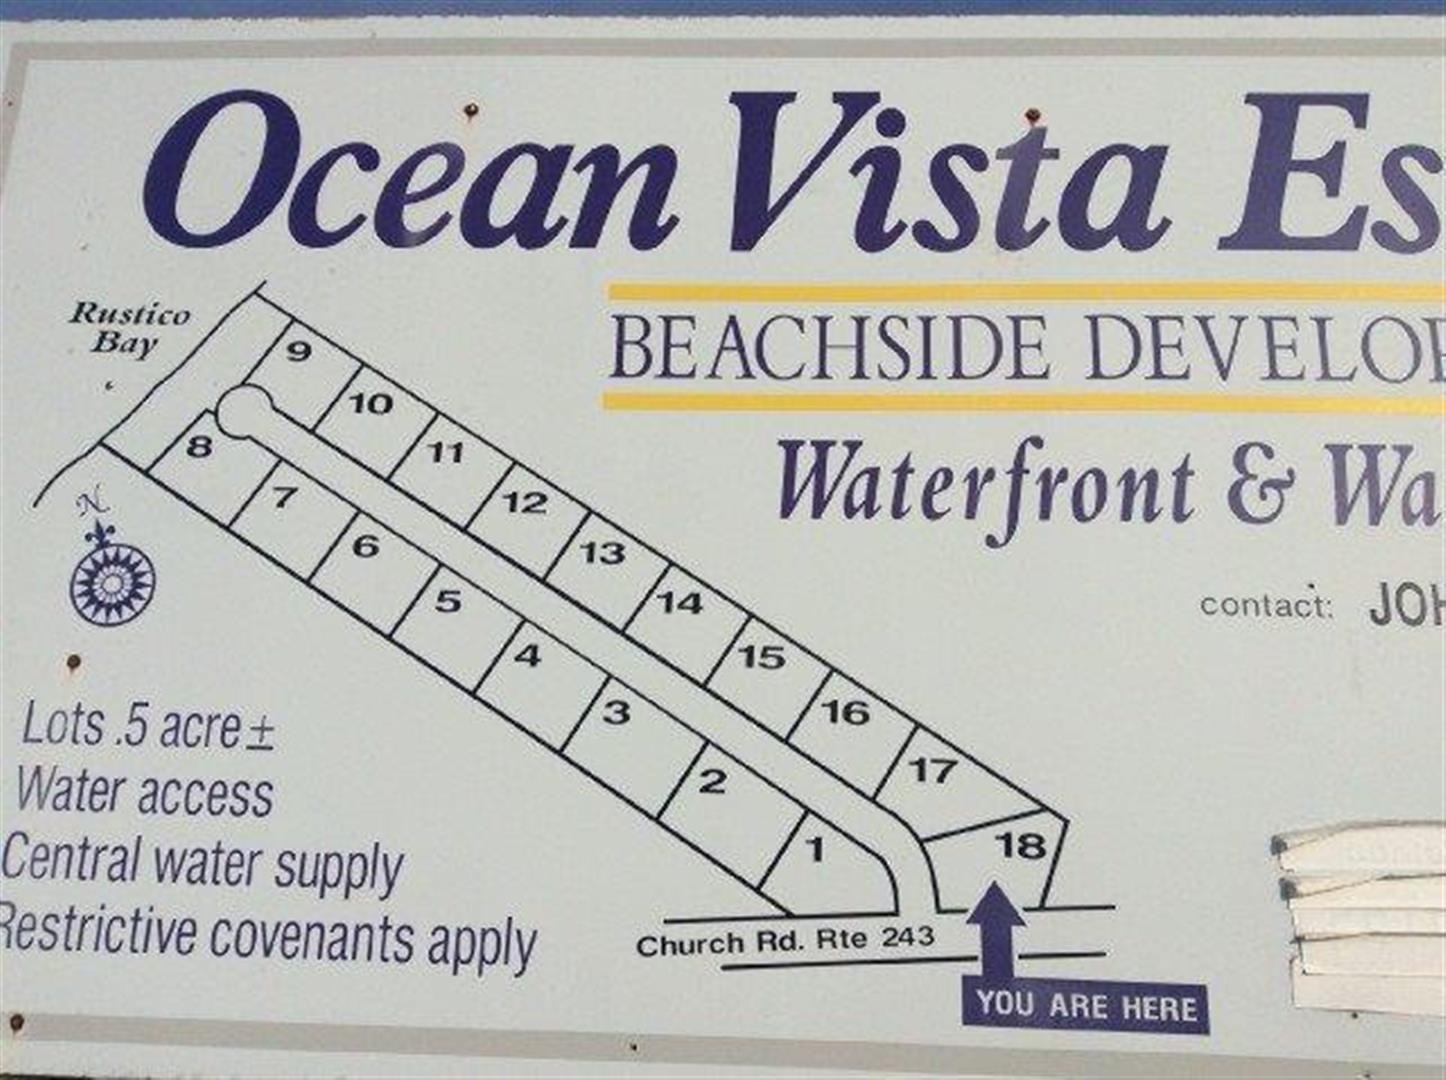 Ocean Vista Es
Rustico
Bay
BEACHSIDE DEVELOP
Waterfront & Wa
contact: JOH
9
10
11
12
13
14
15
16
17
18
8
7
6
5
4
3
2
1
N
Lots .5 acre±
Water access
Central water supply
Restrictive covenants apply
Church Rd. Rte 243
YOU ARE HERE